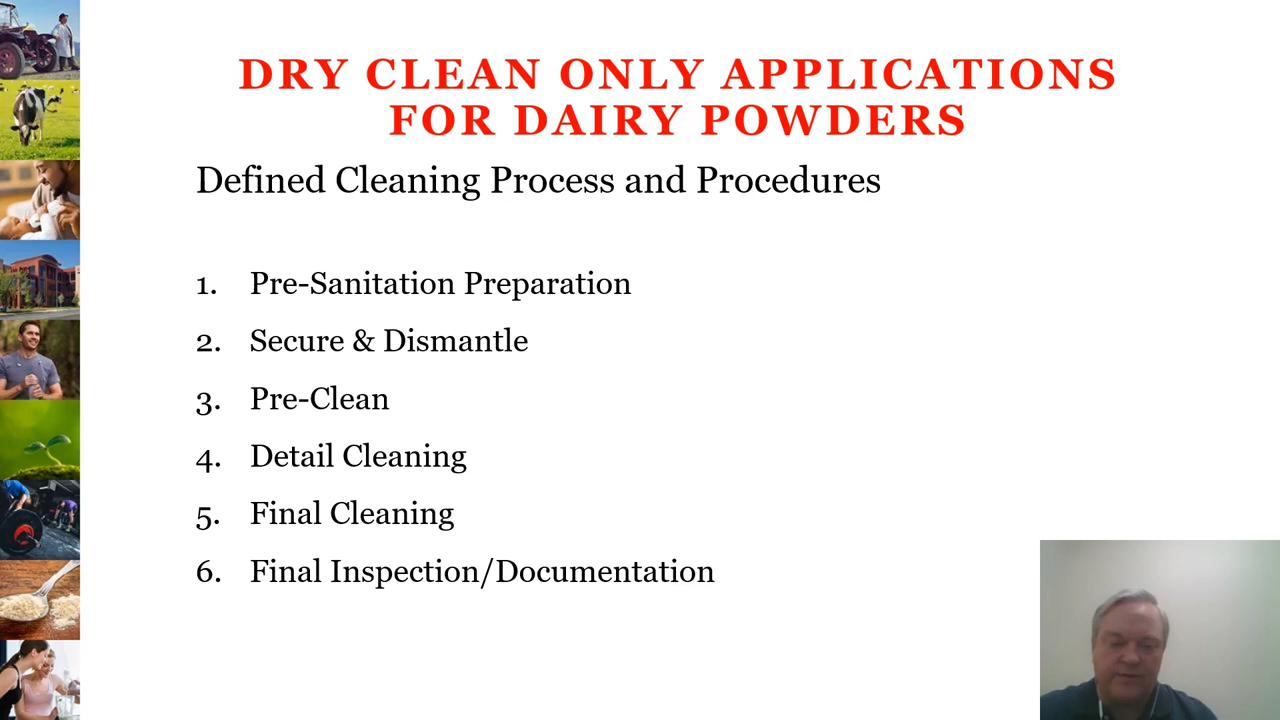 DRY CLEAN ONLY APPLICATIONS
FOR DAIRY POWDERS
Defined Cleaning Process and Procedures
1. Pre-Sanitation Preparation
2. Secure & Dismantle
3. Pre-Clean
4. Detail Cleaning
5. Final Cleaning
6. Final Inspection/Documentation